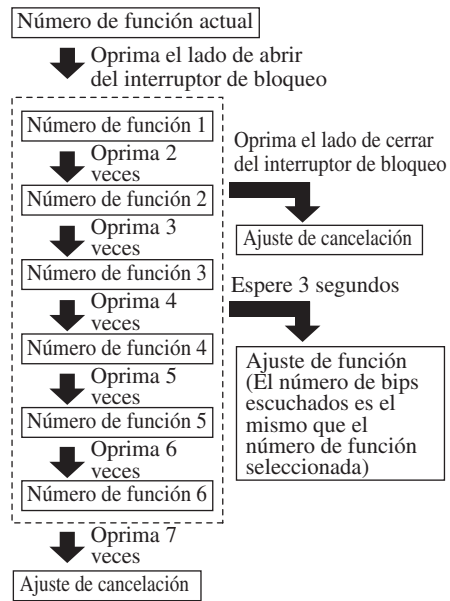 Número de función actual
Oprima el lado de abrir
del interruptor de bloqueo
Número de función 1
Oprima 2
veces
Número de función 2
Oprima 3
veces
Número de función 3
Oprima 4
veces
Número de función 4
Oprima 5
veces
Número de función 5
Oprima 6
veces
Número de función 6
Oprima 7
veces
Ajuste de cancelación
Oprima el lado de cerrar
del interruptor de bloqueo
Ajuste de cancelación
Espere 3 segundos
Ajuste de función
(El número de bips
escuchados es el
mismo que el
número de función
seleccionada)